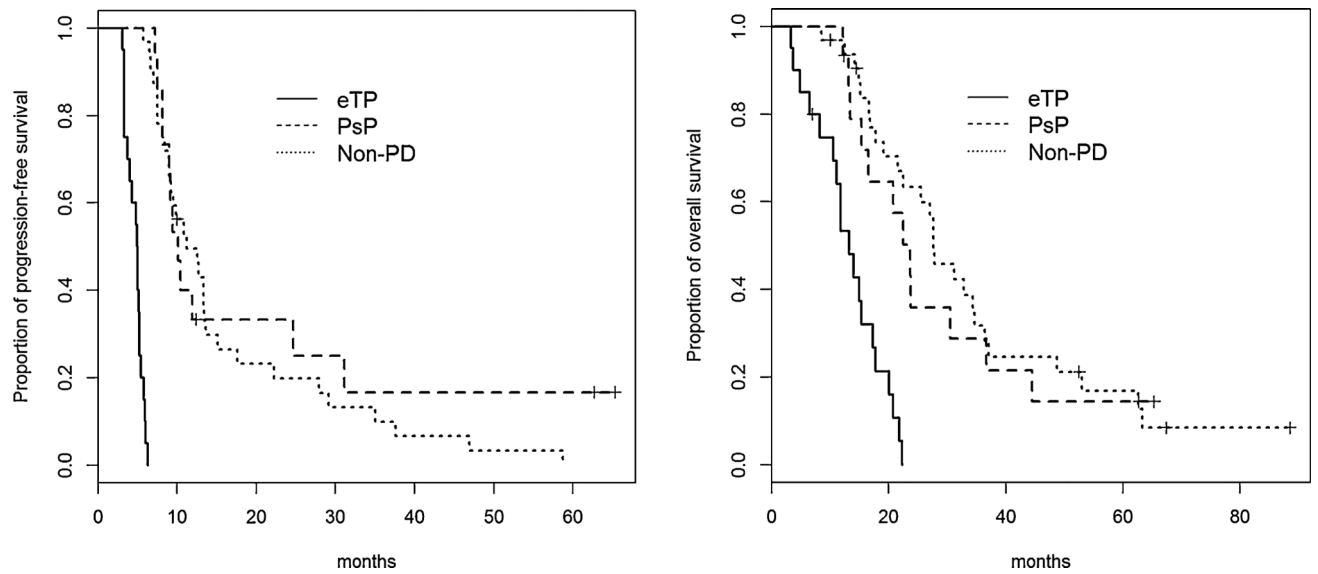 Proportion of progression-free survival
1.0
0.8
0.6
0.4
0.2
0.0
eTP
PsP
Non-PD
0 10 20 30 40 50 60
months
Proportion of overall survival
1.0
0.8
0.6
0.4
0.2
0.0
eTP
PsP
Non-PD
0 20 40 60 80
months